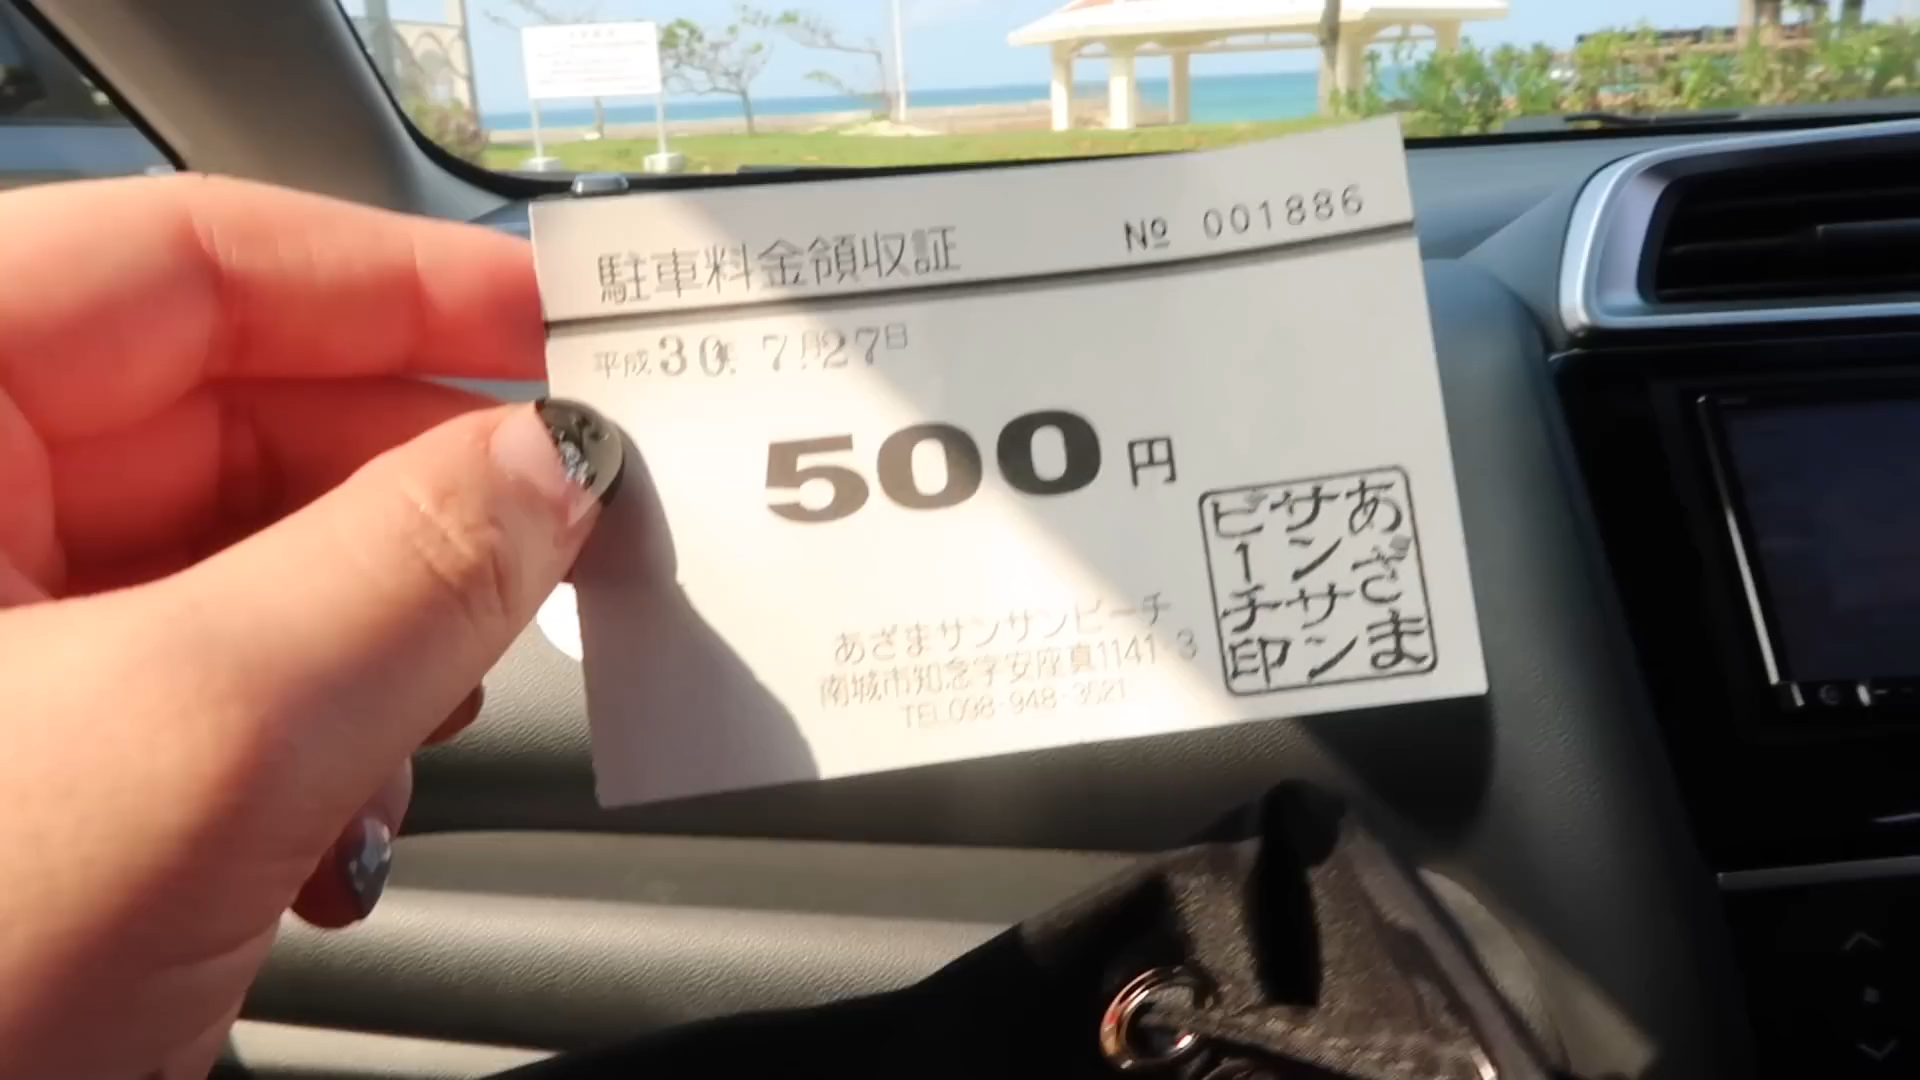 駐車料金領収証
№ 001886
平成30年 7月27日
500円
あざまサンサンビーチ
南城市知念字安座真1141-3
TEL 098-948-3521
あざま
サンサン
ビーチ印